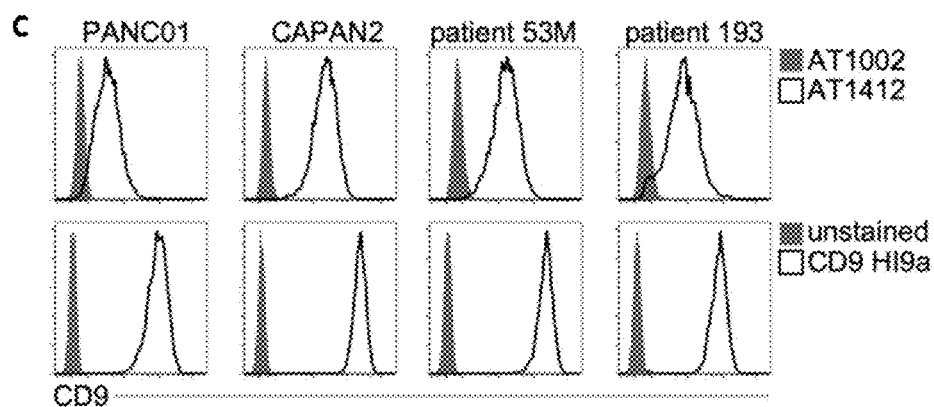 C
PANC01 CAPAN2 patient 53M patient 193
AT1002
AT1412
unstained
CD9 HI9a
CD9